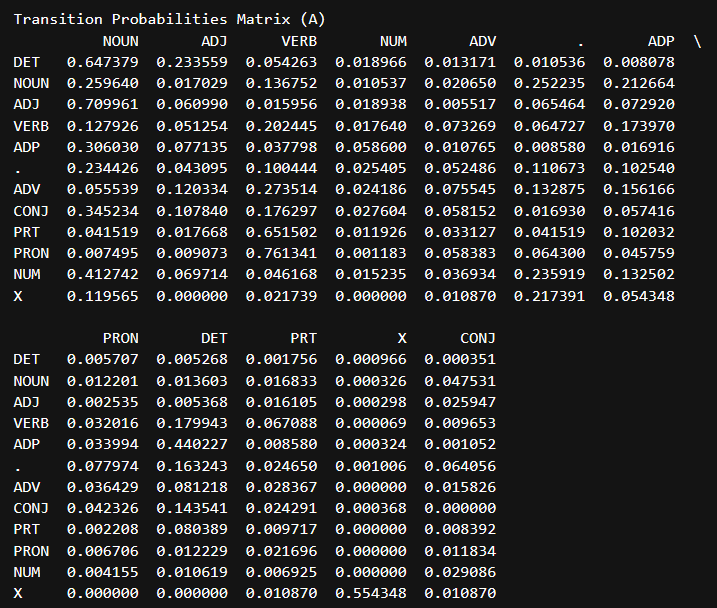 Transition Probabilities Matrix (A)
NOUN ADJ VERB NUM ADV . ADP \
DET 0.647379 0.233559 0.054263 0.018966 0.013171 0.010536 0.008078
NOUN 0.259640 0.017029 0.136752 0.010537 0.020650 0.252235 0.212664
ADJ 0.709961 0.060990 0.015956 0.018938 0.005517 0.065464 0.072920
VERB 0.127926 0.051254 0.202445 0.017640 0.073269 0.064727 0.173970
ADP 0.306030 0.077135 0.037798 0.058600 0.010765 0.008580 0.016916
. 0.234426 0.043095 0.100444 0.025405 0.052486 0.110673 0.102540
ADV 0.055539 0.120334 0.273514 0.024186 0.075545 0.132875 0.156166
CONJ 0.345234 0.107840 0.176297 0.027604 0.058152 0.016930 0.057416
PRT 0.041519 0.017668 0.651502 0.011926 0.033127 0.041519 0.102032
PRON 0.007495 0.009073 0.761341 0.001183 0.058383 0.064300 0.045759
NUM 0.412742 0.069714 0.046168 0.015235 0.036934 0.235919 0.132502
X 0.119565 0.000000 0.021739 0.000000 0.010870 0.217391 0.054348
PRON DET PRT X CONJ
DET 0.005707 0.005268 0.001756 0.000966 0.000351
NOUN 0.012201 0.013603 0.016833 0.000326 0.047531
ADJ 0.002535 0.005368 0.016105 0.000298 0.025947
VERB 0.032016 0.179943 0.067088 0.000069 0.009653
ADP 0.033994 0.440227 0.008580 0.000324 0.001052
. 0.077974 0.163243 0.024650 0.001006 0.064056
ADV 0.036429 0.081218 0.028367 0.000000 0.015826
CONJ 0.042326 0.143541 0.024291 0.000368 0.000000
PRT 0.002208 0.080389 0.009717 0.000000 0.008392
PRON 0.006706 0.012229 0.021696 0.000000 0.011834
NUM 0.004155 0.010619 0.006925 0.000000 0.029086
X 0.000000 0.000000 0.010870 0.554348 0.010870